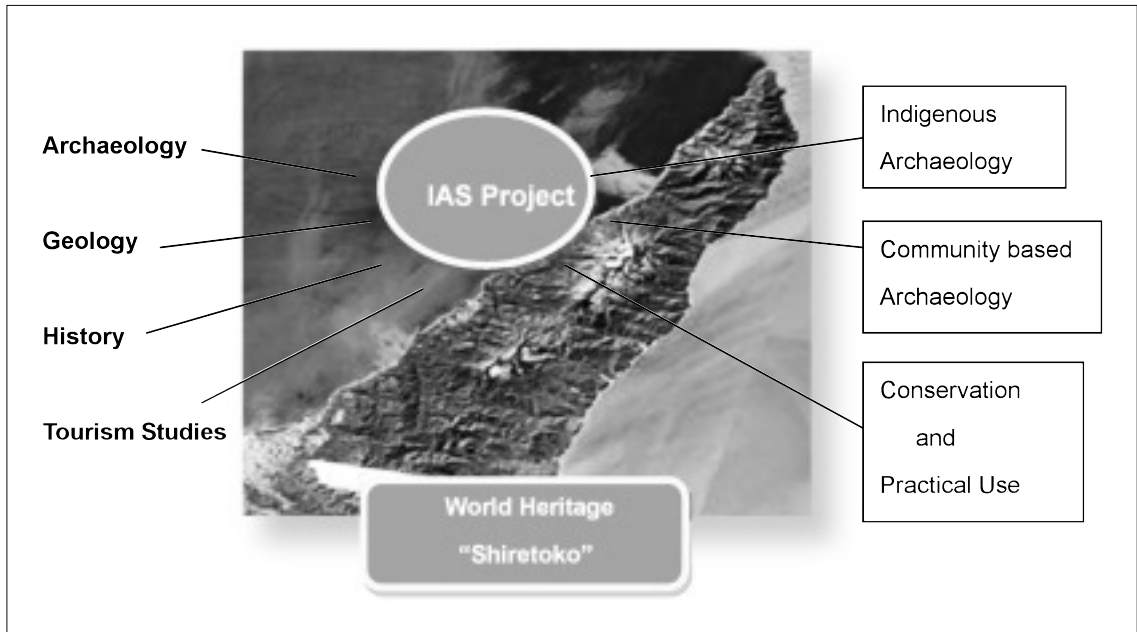 Archaeology
Geology
History
Tourism Studies
IAS Project
World Heritage
“Shiretoko”
Indigenous
Archaeology
Community based
Archaeology
Conservation
and
Practical Use